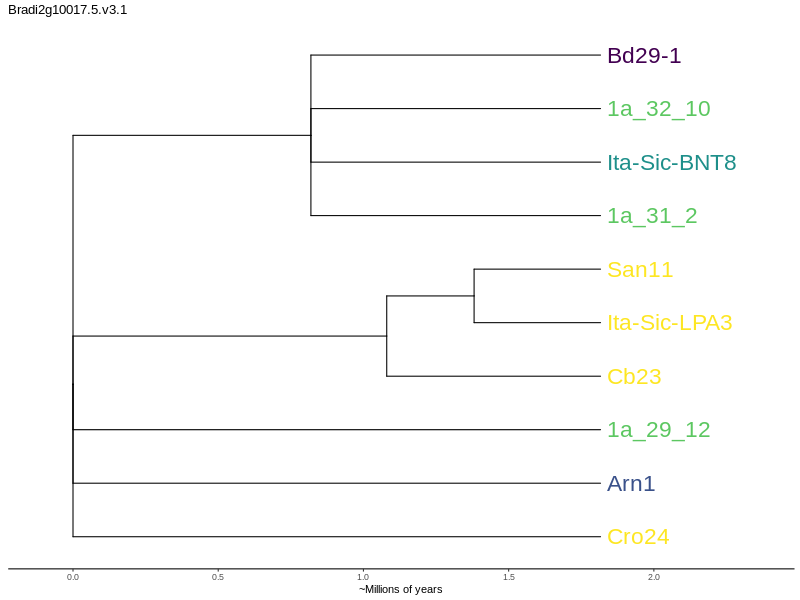 Bradi2g10017.5.v3.1
Bd29-1
1a_32_10
Ita-Sic-BNT8
1a_31_2
San11
Ita-Sic-LPA3
Cb23
1a_29_12
Arn1
Cro24
0.0 0.5 1.0 1.5 2.0
~Millions of years